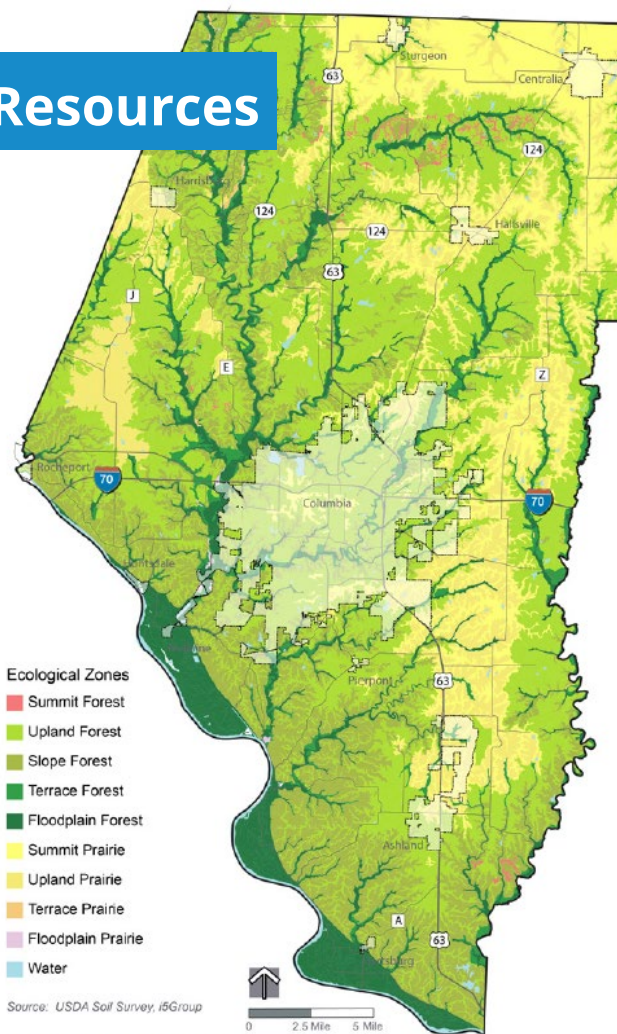 Resources
63
Sturgeon
Centralia
124
Harrisburg
124
124
Hallsville
63
J
E
Z
Rocheport
70
Columbia
70
Huntsdale
Pierpont
63
Ecological Zones
Summit Forest
Upland Forest
Slope Forest
Terrace Forest
Floodplain Forest
Summit Prairie
Upland Prairie
Terrace Prairie
Floodplain Prairie
Water
Ashland
A
63
Source: USDA Soil Survey, i5Group
0 2.5 Mile 5 Mile